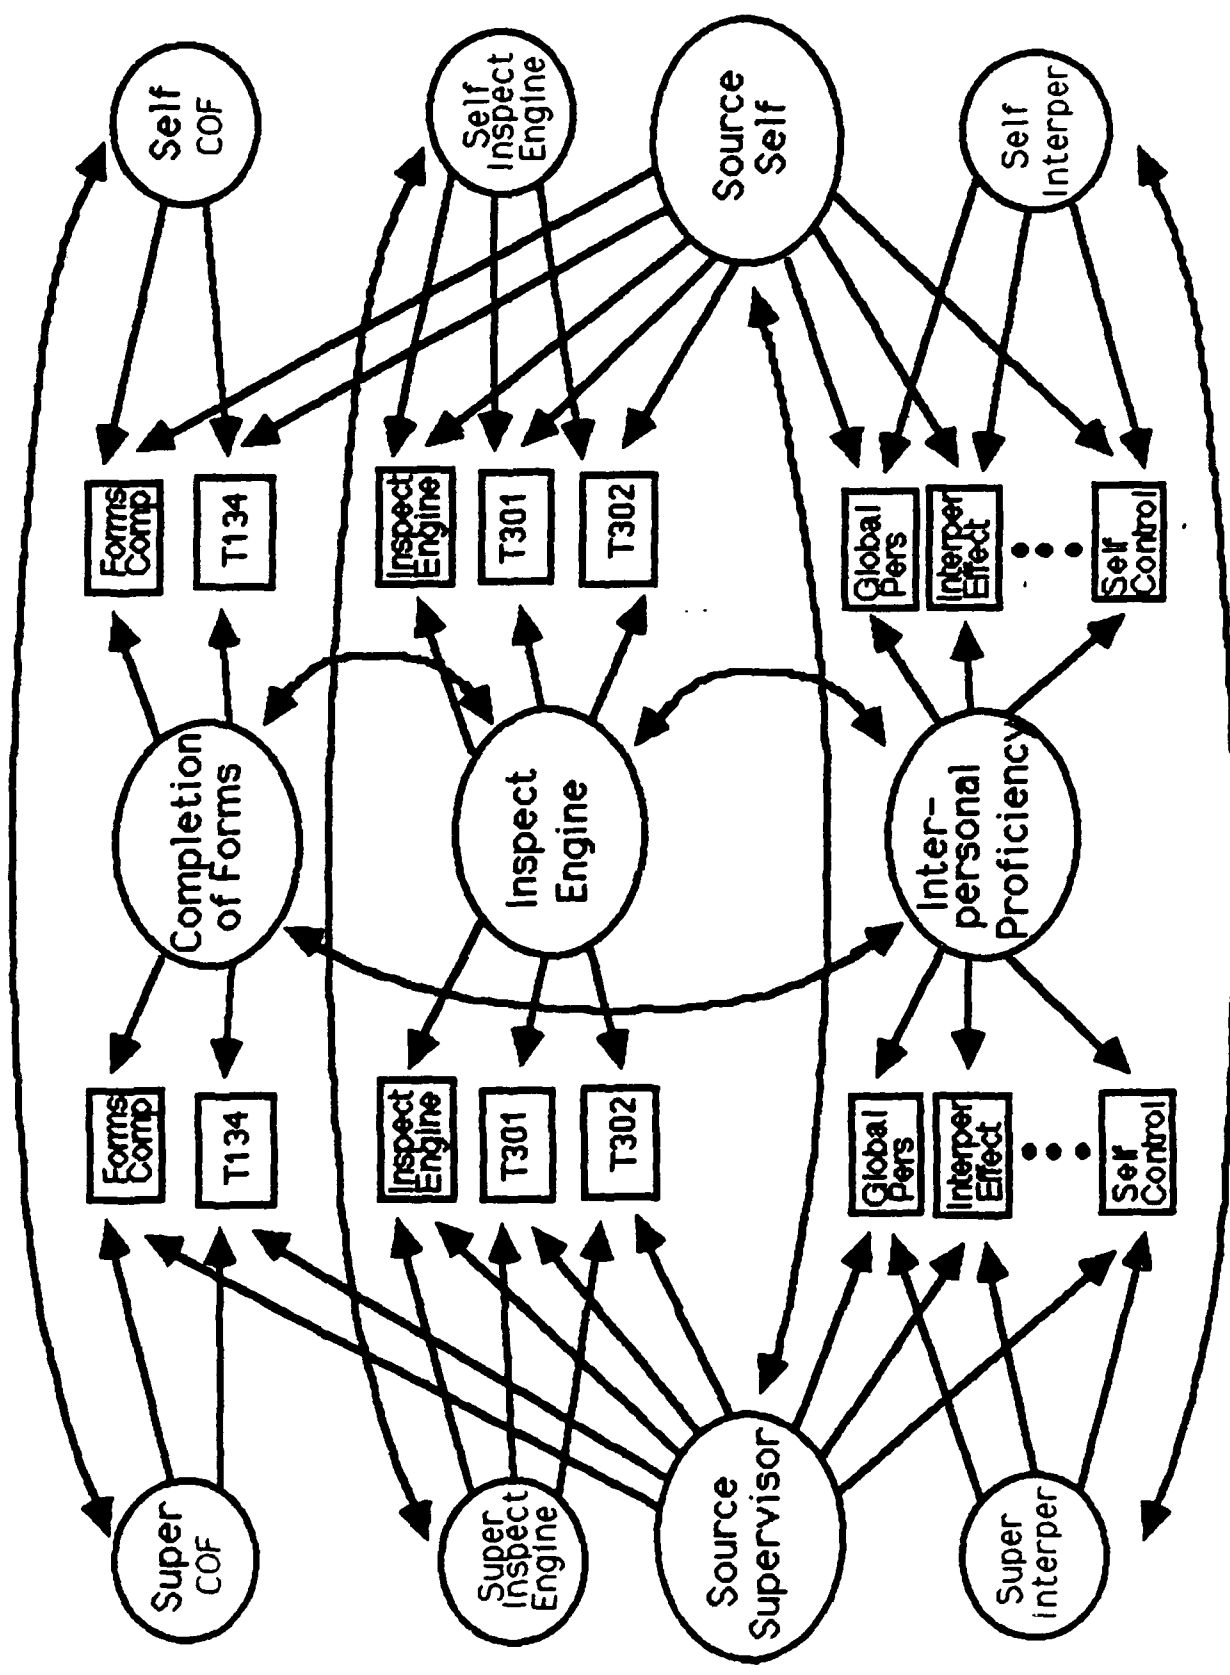 Super
COF
Forms
Comp
T134
Completion
of Forms
Forms
Comp
T134
Self
COF
Super
Inspect
Engine
Inspect
Engine
T301
T302
Inspect
Engine
Inspect
Engine
T301
T302
Self
Inspect
Engine
Source
Supervisor
Source
Self
Super
interper
Global
Pers
Interper
Effect
Self
Control
Inter-
personal
Proficiency
Global
Pers
Interper
Effect
Self
Control
Self
Interper